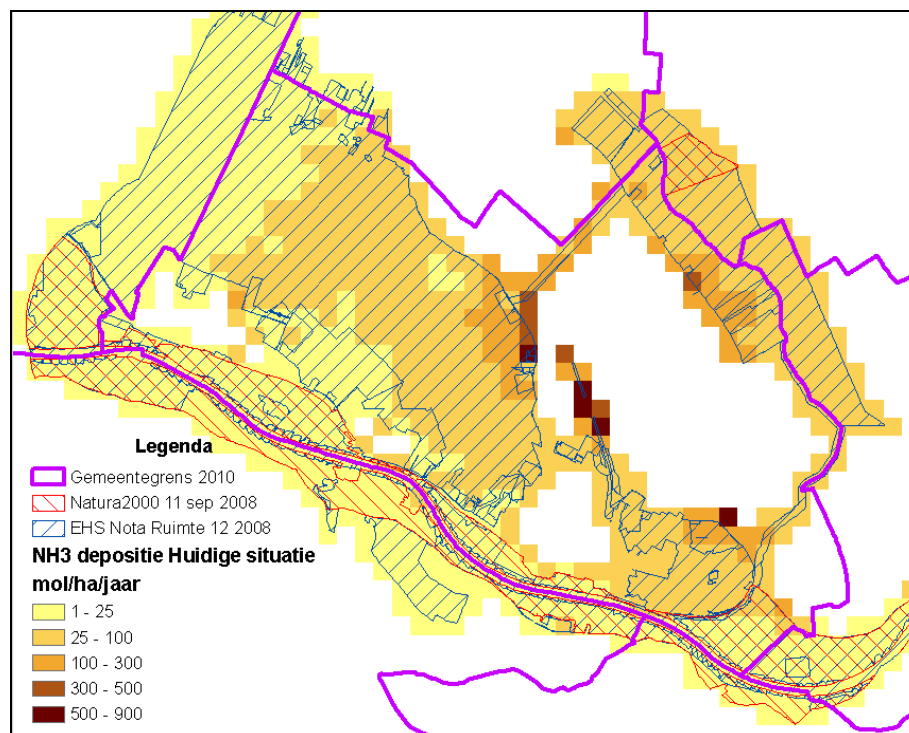 Legenda
Gemeentegrens 2010
Natura2000 11 sep 2008
EHS Nota Ruimte 12 2008
NH3 depositie Huidige situatie
mol/ha/jaar
1 - 25
25 - 100
100 - 300
300 - 500
500 - 900